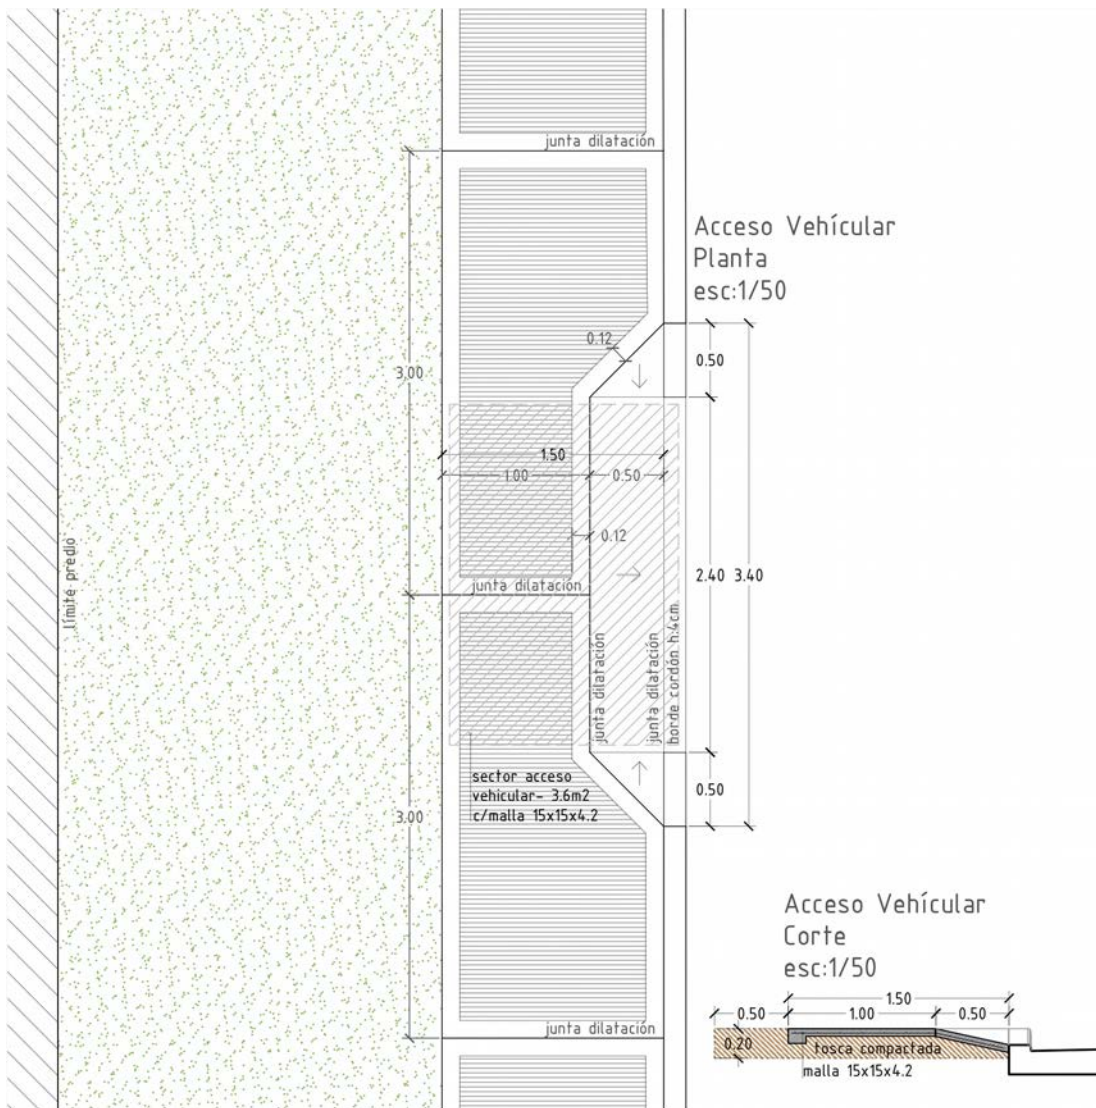 junta dilatación
Acceso Vehícular
Planta
esc:1/50
0.12
0.50
3.00
1.50
1.00
0.50
0.12
límite predio
junta dilatación
2.40
3.40
junta dilatación
junta dilatación
borde cordón h:4cm.
sector acceso
vehicular- 3.6m2
c/malla 15x15x4.2
0.50
3.00
junta dilatación
Acceso Vehícular
Corte
esc:1/50
1.50
0.50
1.00
0.50
0.20
tosca compactada
malla 15x15x4.2